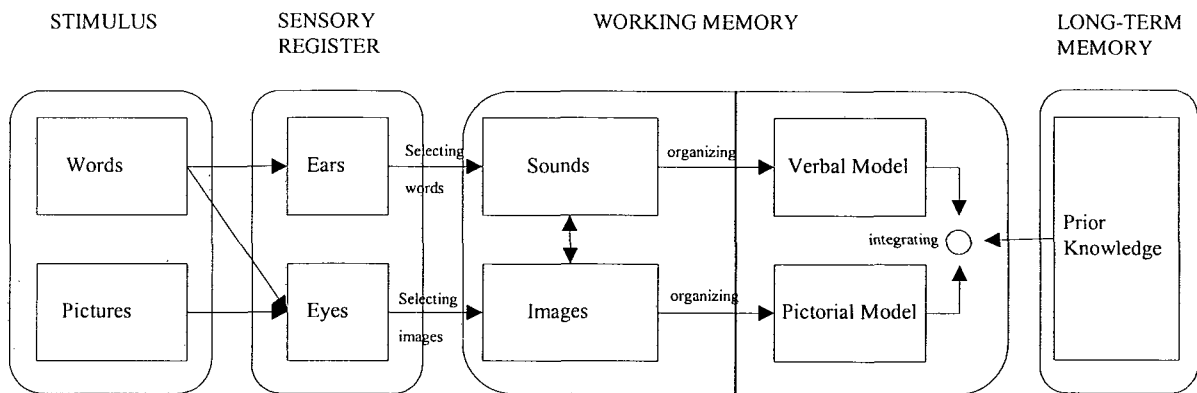 STIMULUS
SENSORY
REGISTER
WORKING MEMORY
LONG-TERM
MEMORY
Words
Ears
Selecting
words
Sounds
organizing
Verbal Model
integrating
Prior
Knowledge
Pictures
Eyes
Selecting
images
Images
organizing
Pictorial Model